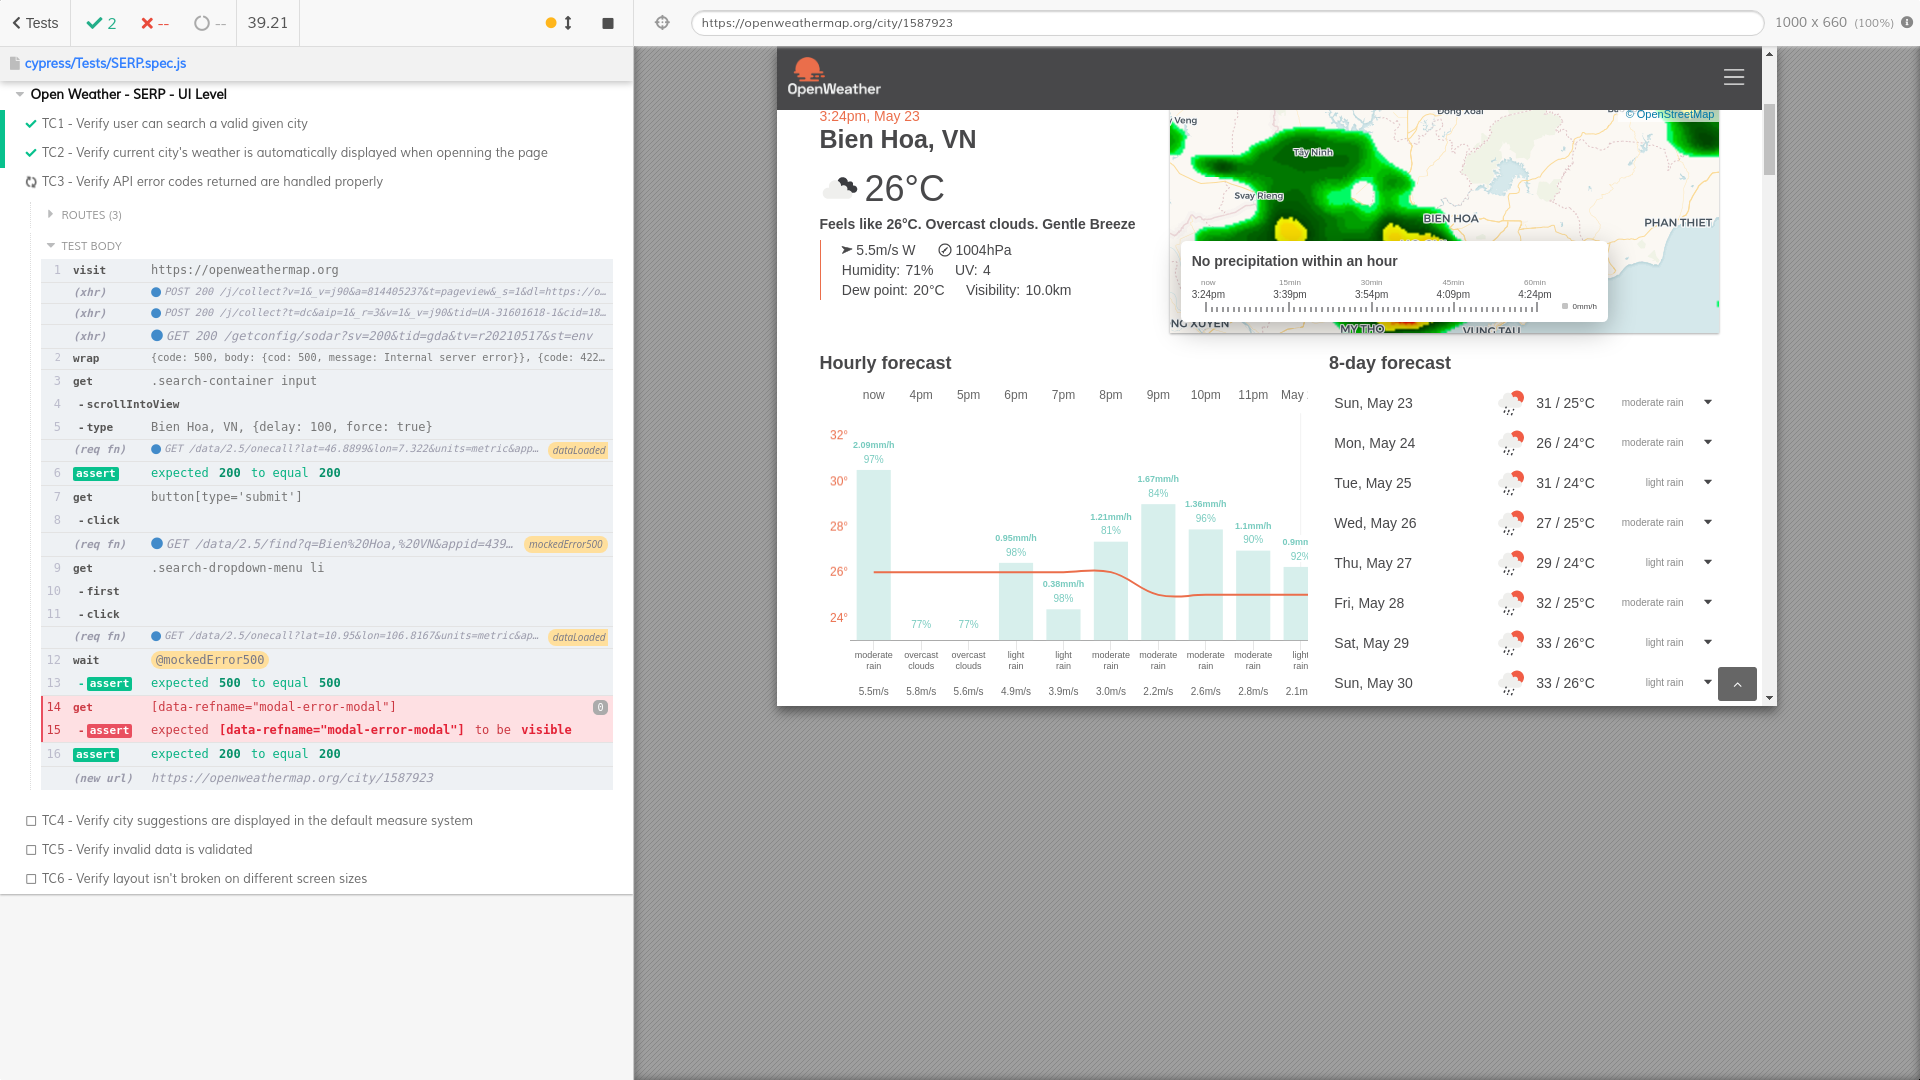 Tests
2
--
--
39.21
https://openweathermap.org/city/1587923
1000 x 660 (100%)
cypress/Tests/SERP.spec.js
Open Weather - SERP - UI Level
TC1 - Verify user can search a valid given city
TC2 - Verify current city's weather is automatically displayed when openning the page
TC3 - Verify API error codes returned are handled properly
ROUTES (3)
TEST BODY
1 visit https://openweathermap.org
(xhr) POST 200 /j/collect?v=1&_v=j90&a=814405237&t=pageview&_s=1&dl=https://o...
(xhr) POST 200 /j/collect?t=dc&aip=1&_r=3&v=1&_v=j90&tid=UA-31601618-1&cid=18...
(xhr) GET 200 /getconfig/sodar?sv=200&tid=gda&tv=r20210517&st=env
2 wrap {code: 500, body: {cod: 500, message: Internal server error}}, {code: 422...
3 get .search-container input
4 - scrollIntoView
5 - type Bien Hoa, VN, {delay: 100, force: true}
(req fn) GET /data/2.5/onecall?lat=46.8899&lon=7.322&units=metric&app... dataLoaded
6 assert expected 200 to equal 200
7 get button[type='submit']
8 - click
(req fn) GET /data/2.5/find?q=Bien%20Hoa,%20VN&appid=439... mockedError500
9 get .search-dropdown-menu li
10 - first
11 - click
(req fn) GET /data/2.5/onecall?lat=10.95&lon=106.8167&units=metric&ap... dataLoaded
12 wait @mockedError500
13 - assert expected 500 to equal 500
14 get [data-refname="modal-error-modal"] 0
15 - assert expected [data-refname="modal-error-modal"] to be visible
16 assert expected 200 to equal 200
(new url) https://openweathermap.org/city/1587923
TC4 - Verify city suggestions are displayed in the default measure system
TC5 - Verify invalid data is validated
TC6 - Verify layout isn't broken on different screen sizes
OpenWeather
3:24pm, May 23
Bien Hoa, VN
26°C
Feels like 26°C. Overcast clouds. Gentle Breeze
5.5m/s W 1004hPa
Humidity: 71% UV: 4
Dew point: 20°C Visibility: 10.0km
Dong Xoai
© OpenStreetMap
Veng
Tây Ninh
Svay Rieng
BIEN HOA
PHAN THIET
No precipitation within an hour
now 15min 30min 45min 60min
3:24pm 3:39pm 3:54pm 4:09pm 4:24pm
0mm/h
NG XUYEN
MY THO
VUNG TAU
Hourly forecast
now 4pm 5pm 6pm 7pm 8pm 9pm 10pm 11pm May
32°
30°
28°
26°
24°
2.09mm/h
97%
77%
77%
0.95mm/h
98%
0.38mm/h
98%
1.21mm/h
81%
1.67mm/h
84%
1.36mm/h
96%
1.1mm/h
90%
0.9mm
92%
moderate rain
overcast clouds
overcast clouds
light rain
light rain
moderate rain
moderate rain
moderate rain
moderate rain
light rain
5.5m/s 5.8m/s 5.6m/s 4.9m/s 3.9m/s 3.0m/s 2.2m/s 2.6m/s 2.8m/s 2.1m
8-day forecast
Sun, May 23 31 / 25°C moderate rain
Mon, May 24 26 / 24°C moderate rain
Tue, May 25 31 / 24°C light rain
Wed, May 26 27 / 25°C moderate rain
Thu, May 27 29 / 24°C light rain
Fri, May 28 32 / 25°C moderate rain
Sat, May 29 33 / 26°C light rain
Sun, May 30 33 / 26°C light rain